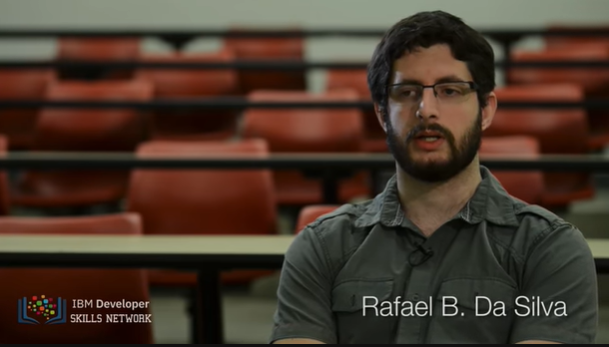 Rafael B. Da Silva
IBM Developer
SKILLS NETWORK